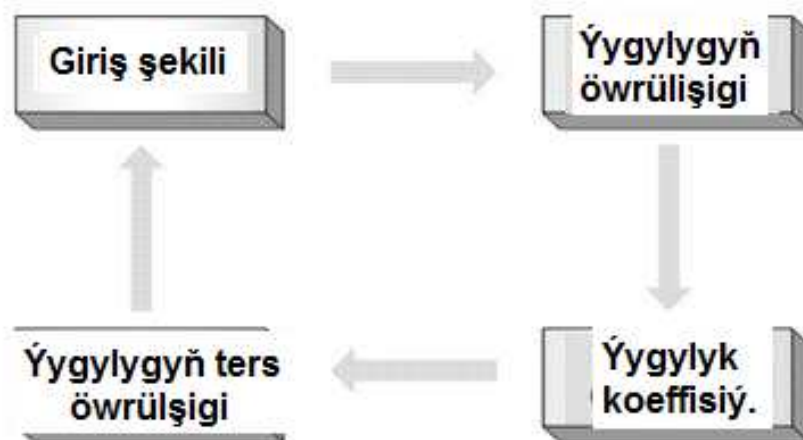 Giriş şekili
Ýygylygyň
öwrülişigi
Ýygylygyň ters
öwrülşigi
Ýygylyk
koeffisiý.